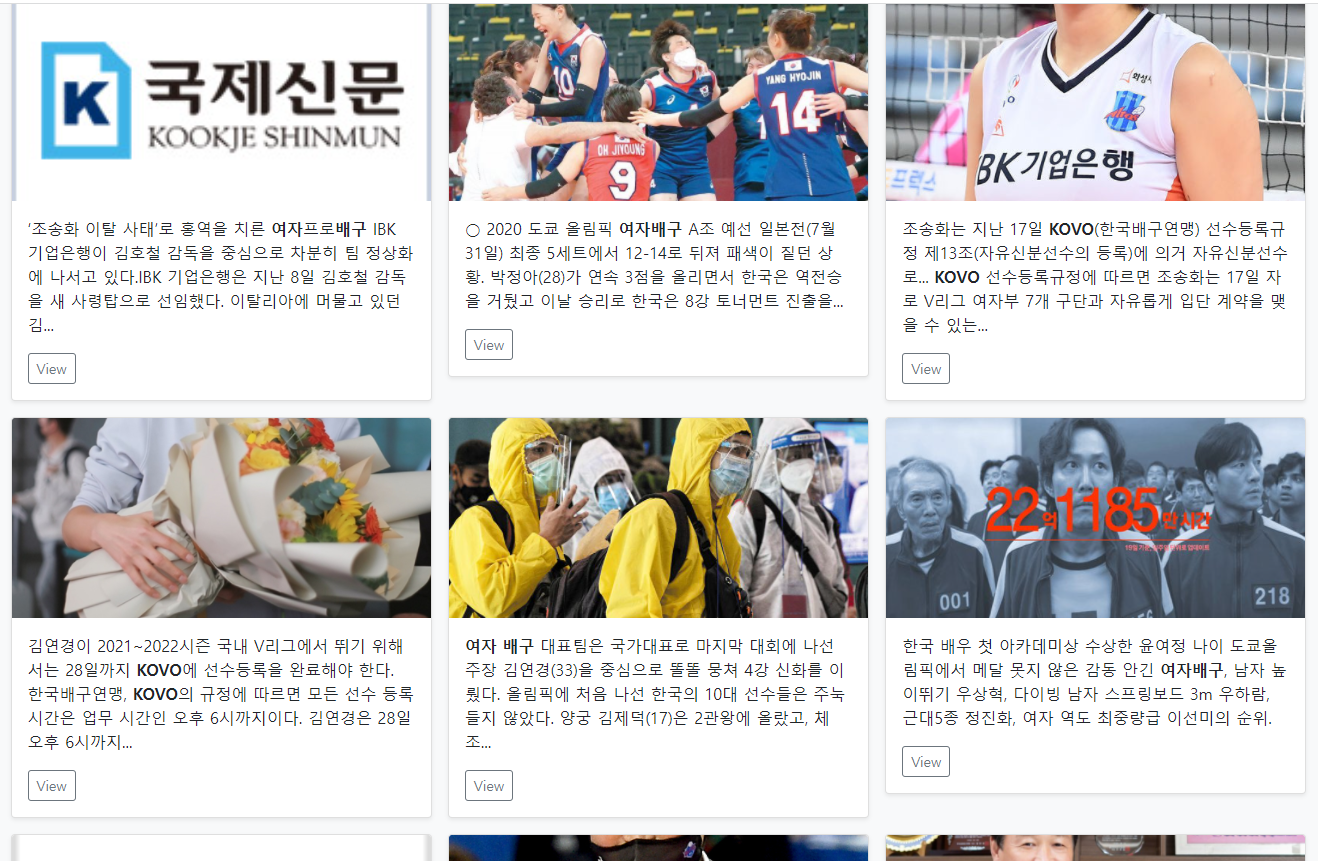 국제신문
KOOKJE SHINMUN
K
10
YANG HYOJIN
14
OH JIYOUNG
9
IBK기업은행
'조송화 이탈 사태'로 홍역을 치른 여자프로배구 IBK
기업은행이 김호철 감독을 중심으로 차분히 팀 정상화
에 나서고 있다.IBK 기업은행은 지난 8일 김호철 감독
을 새 사령탑으로 선임했다. 이탈리아에 머물고 있던
김...
View
○ 2020 도쿄 올림픽 여자배구 A조 예선 일본전(7월
31일) 최종 5세트에서 12-14로 뒤져 패색이 짙던 상
황. 박정아(28)가 연속 3점을 올리면서 한국은 역전승
을 거뒀고 이날 승리로 한국은 8강 토너먼트 진출을...
View
조송화는 지난 17일 KOVO(한국배구연맹) 선수등록규
정 제13조(자유신분선수의 등록)에 의거 자유신분선수
로... KOVO 선수등록규정에 따르면 조송화는 17일 자
로 V리그 여자부 7개 구단과 자유롭게 입단 계약을 맺
을 수 있는...
View
22억1185만 시간
001
218
김연경이 2021~2022시즌 국내 V리그에서 뛰기 위해
서는 28일까지 KOVO에 선수등록을 완료해야 한다.
한국배구연맹, KOVO의 규정에 따르면 모든 선수 등록
시간은 업무 시간인 오후 6시까지이다. 김연경은 28일
오후 6시까지...
View
여자 배구 대표팀은 국가대표로 마지막 대회에 나선
주장 김연경(33)을 중심으로 똘똘 뭉쳐 4강 신화를 이
뤘다. 올림픽에 처음 나선 한국의 10대 선수들은 주눅
들지 않았다. 양궁 김제덕(17)은 2관왕에 올랐고, 체
조...
View
한국 배우 첫 아카데미상 수상한 윤여정 나이 도쿄올
림픽에서 메달 못지 않은 감동 안긴 여자배구, 남자 높
이뛰기 우상혁, 다이빙 남자 스프링보드 3m 우하람,
근대5종 정진화, 여자 역도 최중량급 이선미의 순위.
View